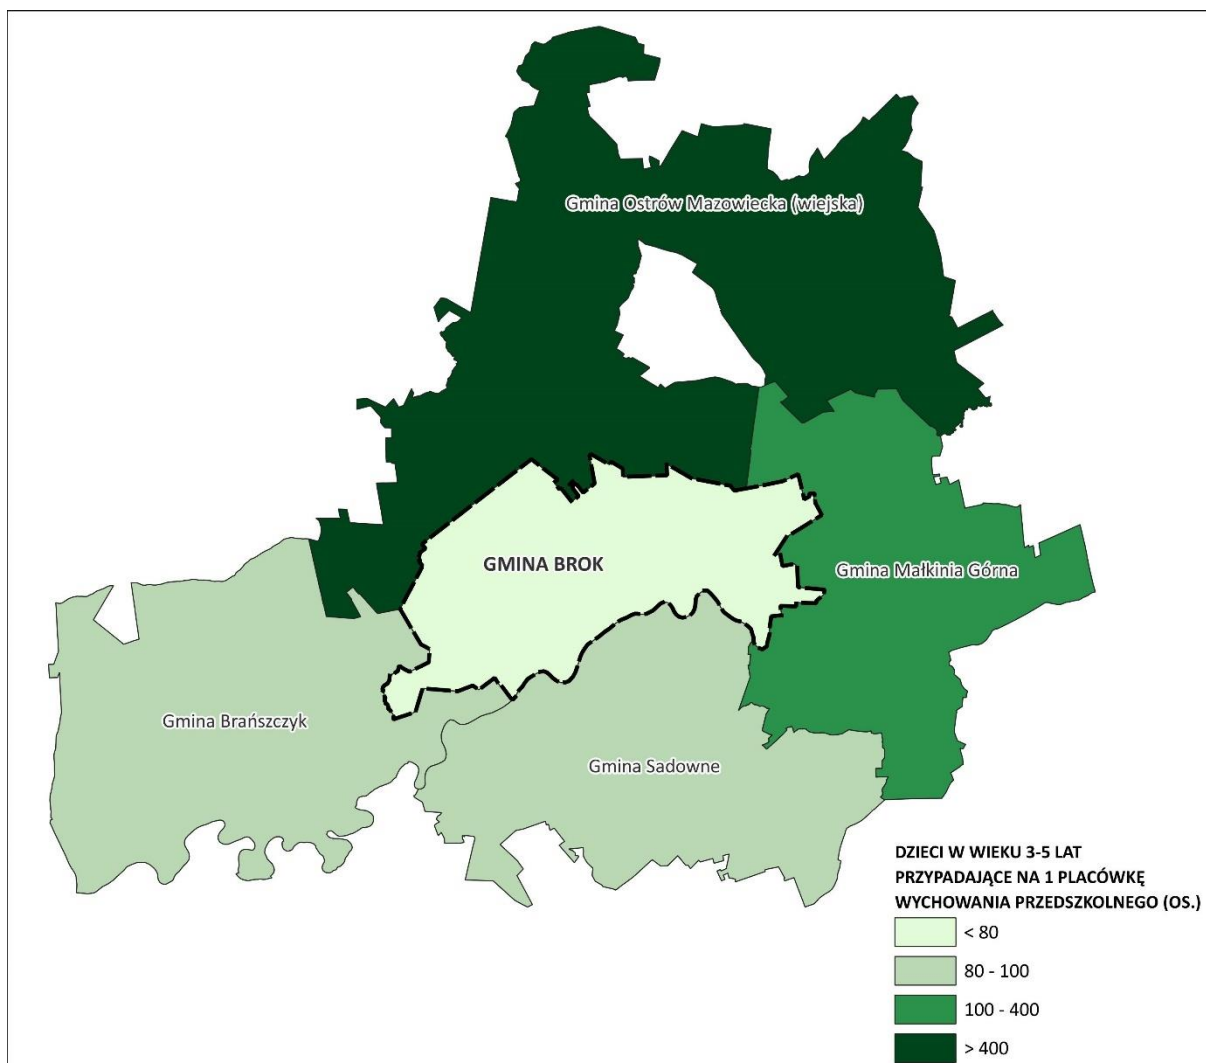 Gmina Ostrów Mazowiecka (wiejska)
GMINA BROK
Gmina Małkinia Górna
Gmina Brańszczyk
Gmina Sadowne
DZIECI W WIEKU 3-5 LAT
PRZYPADAJĄCE NA 1 PLACÓWKĘ
WYCHOWANIA PRZEDSZKOLNEGO (OS.)
< 80
80 - 100
100 - 400
> 400